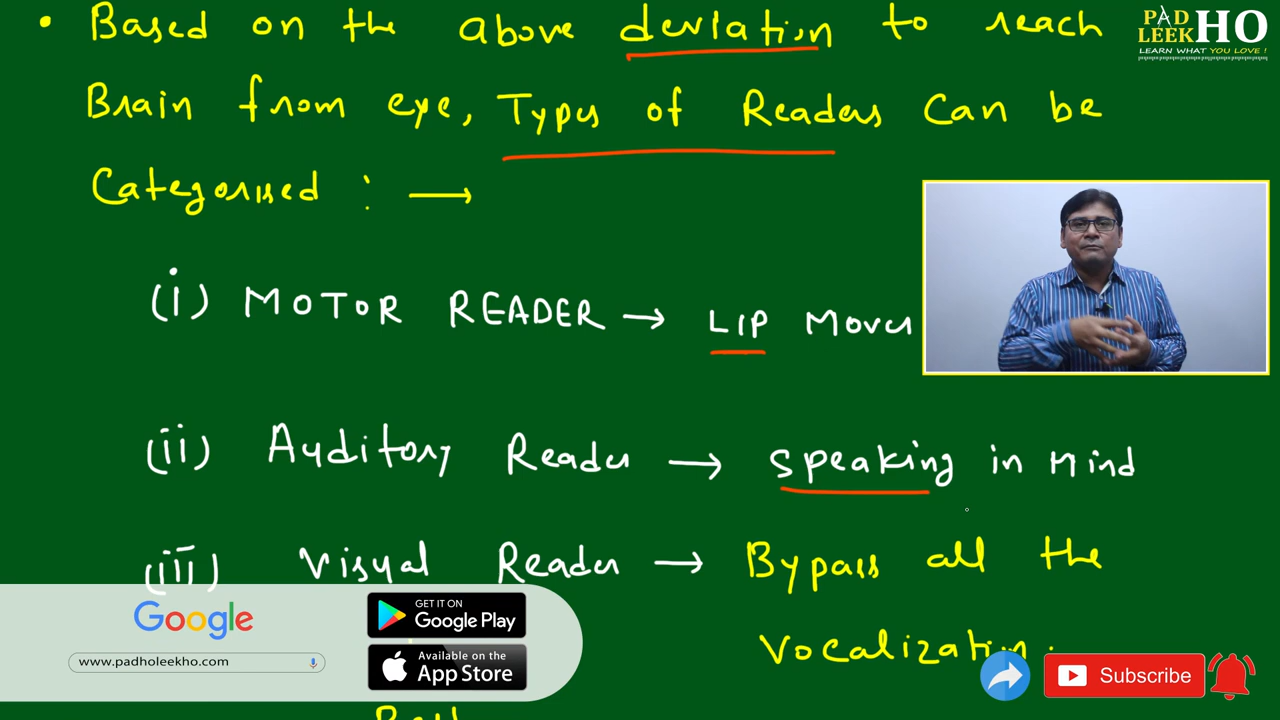 • Based on the above deviation to reach
Brain from eye, Types of Readers can be
Categorised : →
(i) MOTOR READER → LIP Moves
(ii) Auditory Reader → speaking in Mind
(iii) Visual Reader → Bypass all the
vocalization.
PAD
LEEKHO
LEARN WHAT YOU LOVE !
Google
www.padholeekho.com
GET IT ON
Google Play
Available on the
App Store
Subscribe